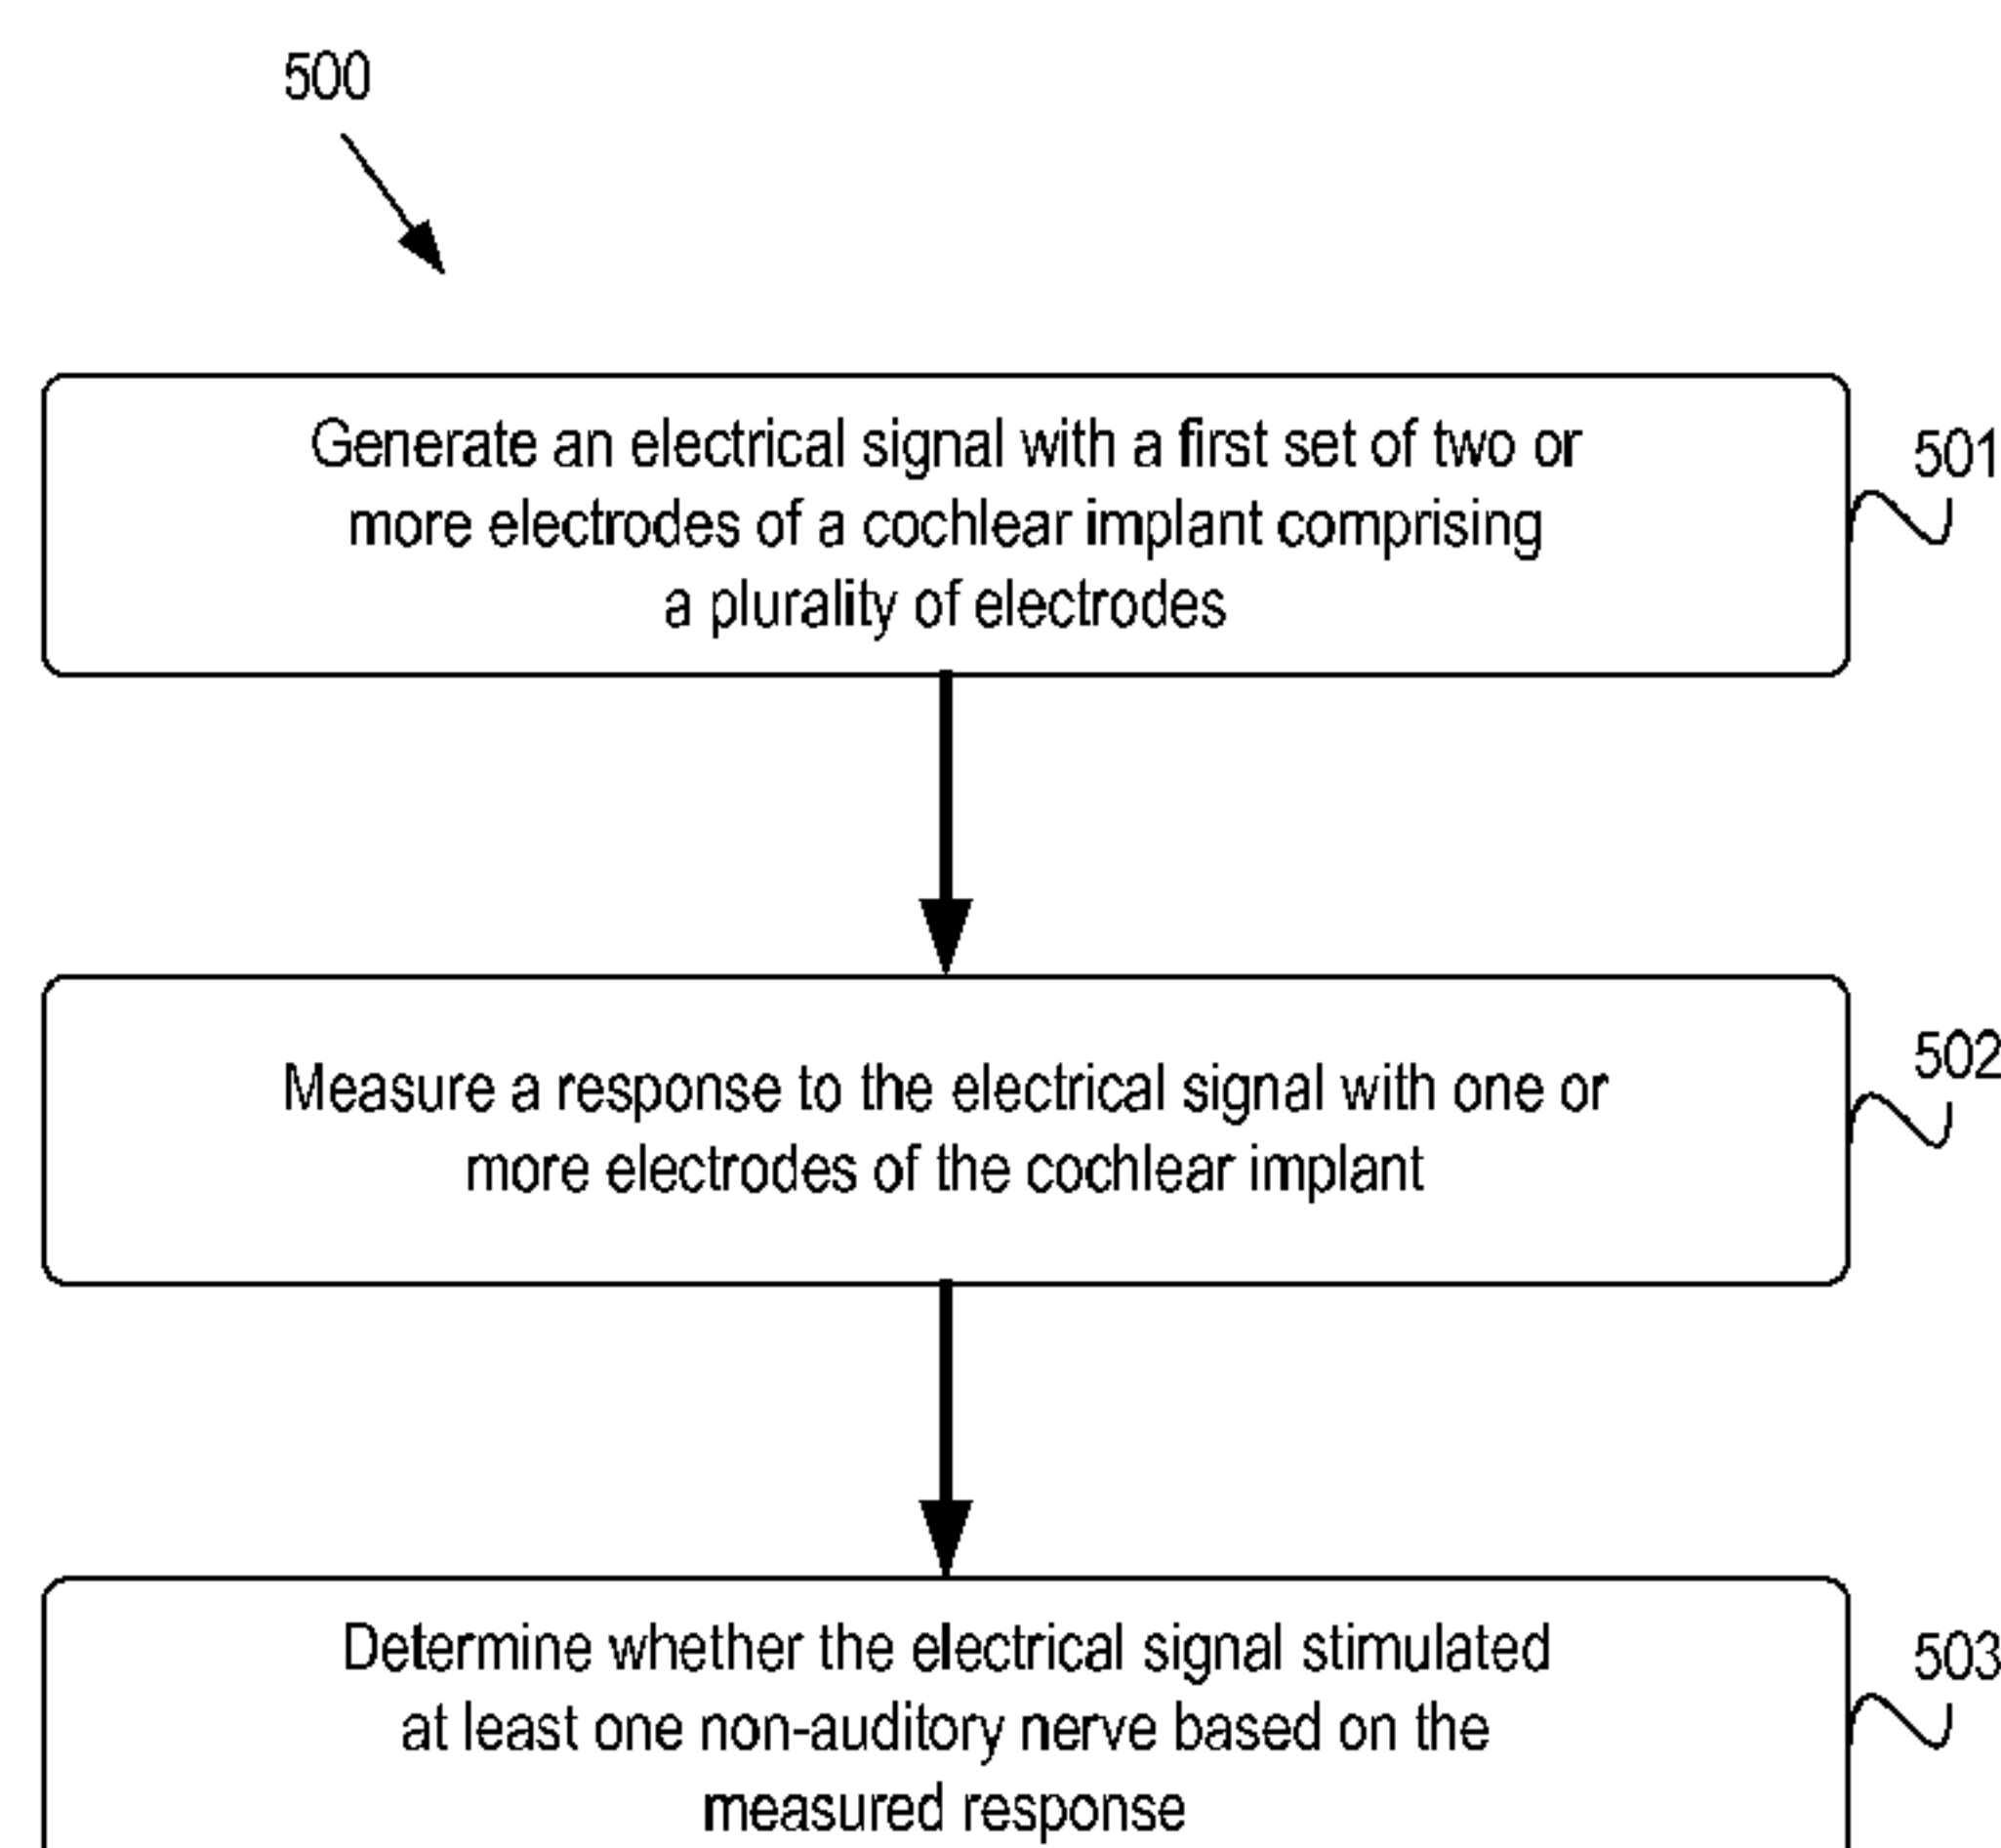 500
Generate an electrical signal with a first set of two or
more electrodes of a cochlear implant comprising
a plurality of electrodes
501
Measure a response to the electrical signal with one or
more electrodes of the cochlear implant
502
Determine whether the electrical signal stimulated
at least one non-auditory nerve based on the
measured response
503